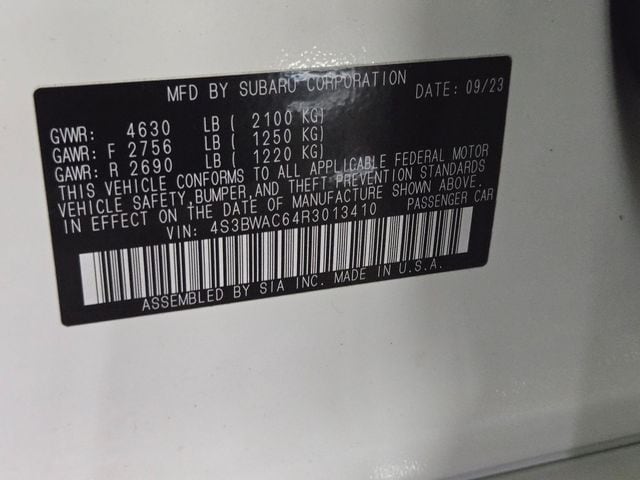 MFD BY SUBARU CORPORATION DATE: 09/23
GVWR: 4630 LB ( 2100 KG)
GAWR: F 2756 LB ( 1250 KG)
GAWR: R 2690 LB ( 1220 KG)
THIS VEHICLE CONFORMS TO ALL APPLICABLE FEDERAL MOTOR
VEHICLE SAFETY,BUMPER,AND THEFT PREVENTION STANDARDS
IN EFFECT ON THE DATE OF MANUFACTURE SHOWN ABOVE.
VIN: 4S3BWAC64R3013410 PASSENGER CAR
ASSEMBLED BY SIA INC. MADE IN U.S.A.